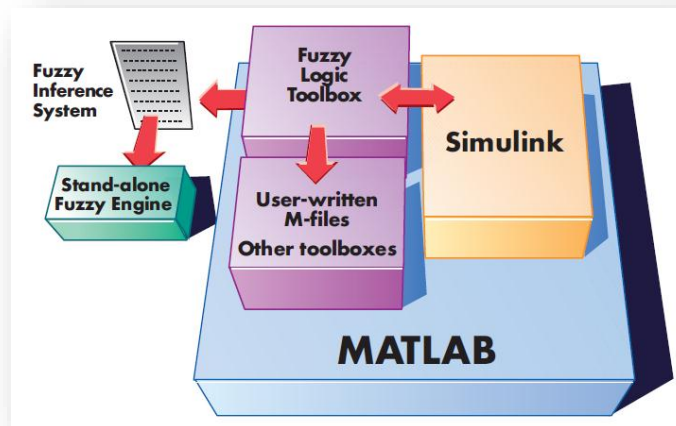 Fuzzy
Inference
System
Fuzzy
Logic
Toolbox
Simulink
Stand-alone
Fuzzy Engine
User-written
M-files
Other toolboxes
MATLAB